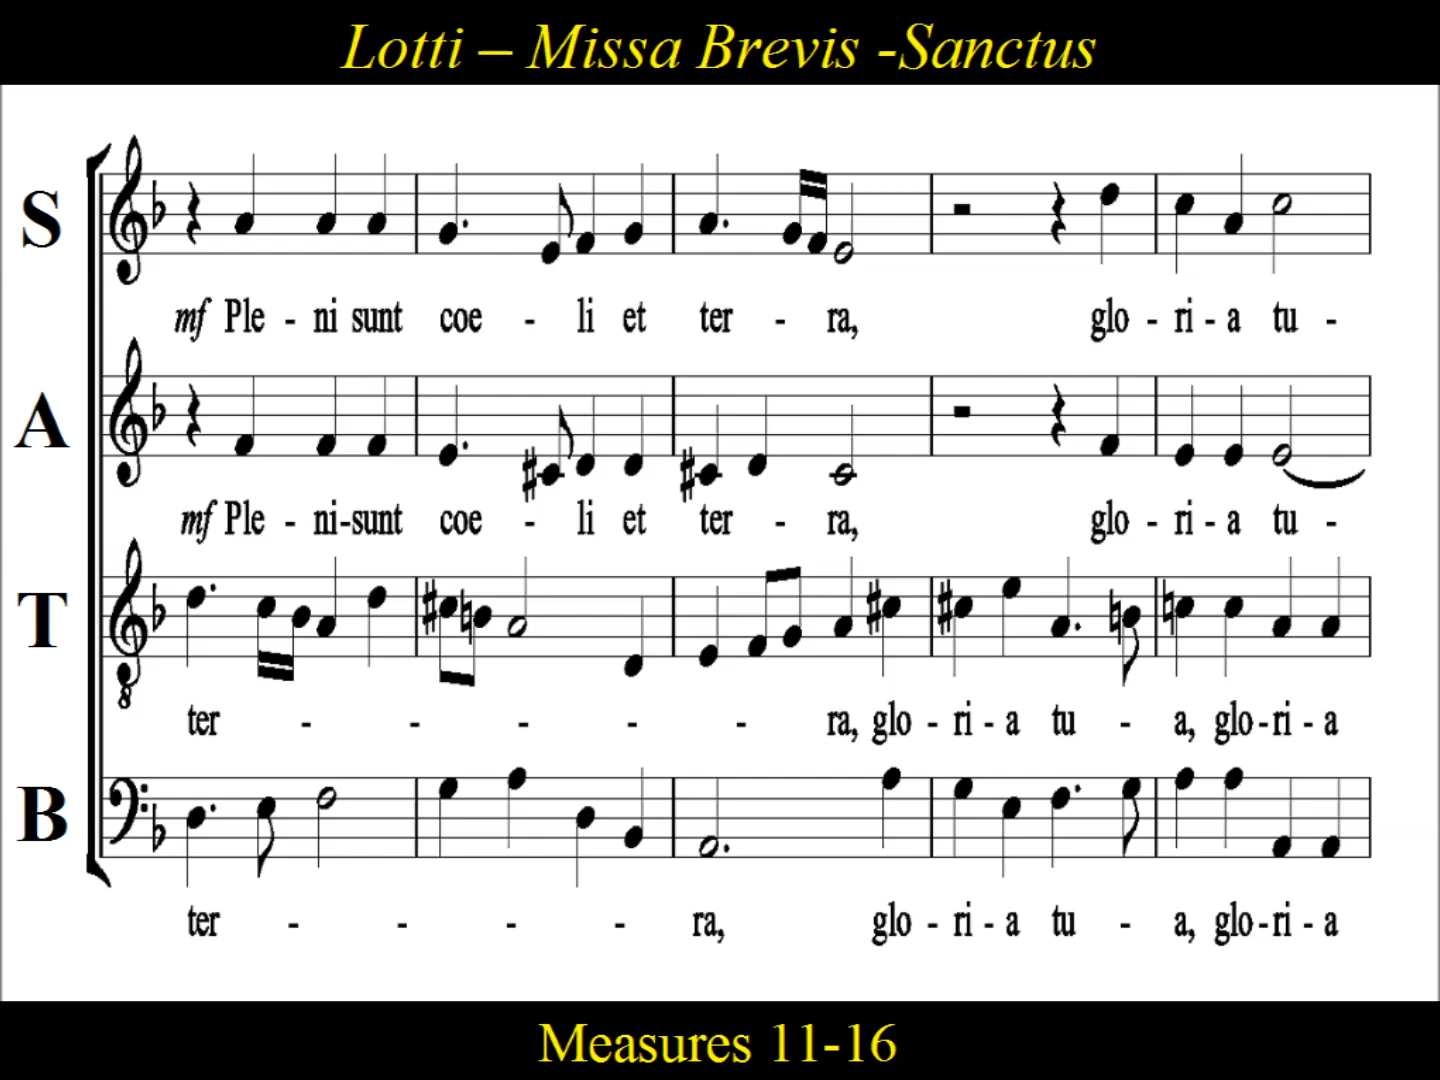 Lotti – Missa Brevis -Sanctus
S
mf Ple - ni sunt coe - li et ter - ra, glo - ri - a tu -
A
mf Ple - ni-sunt coe - li et ter - ra, glo - ri - a tu -
T
8
ter - - - - - ra, glo - ri - a tu - a, glo-ri - a
B
ter - - - - ra, glo - ri - a tu - a, glo-ri - a
Measures 11-16